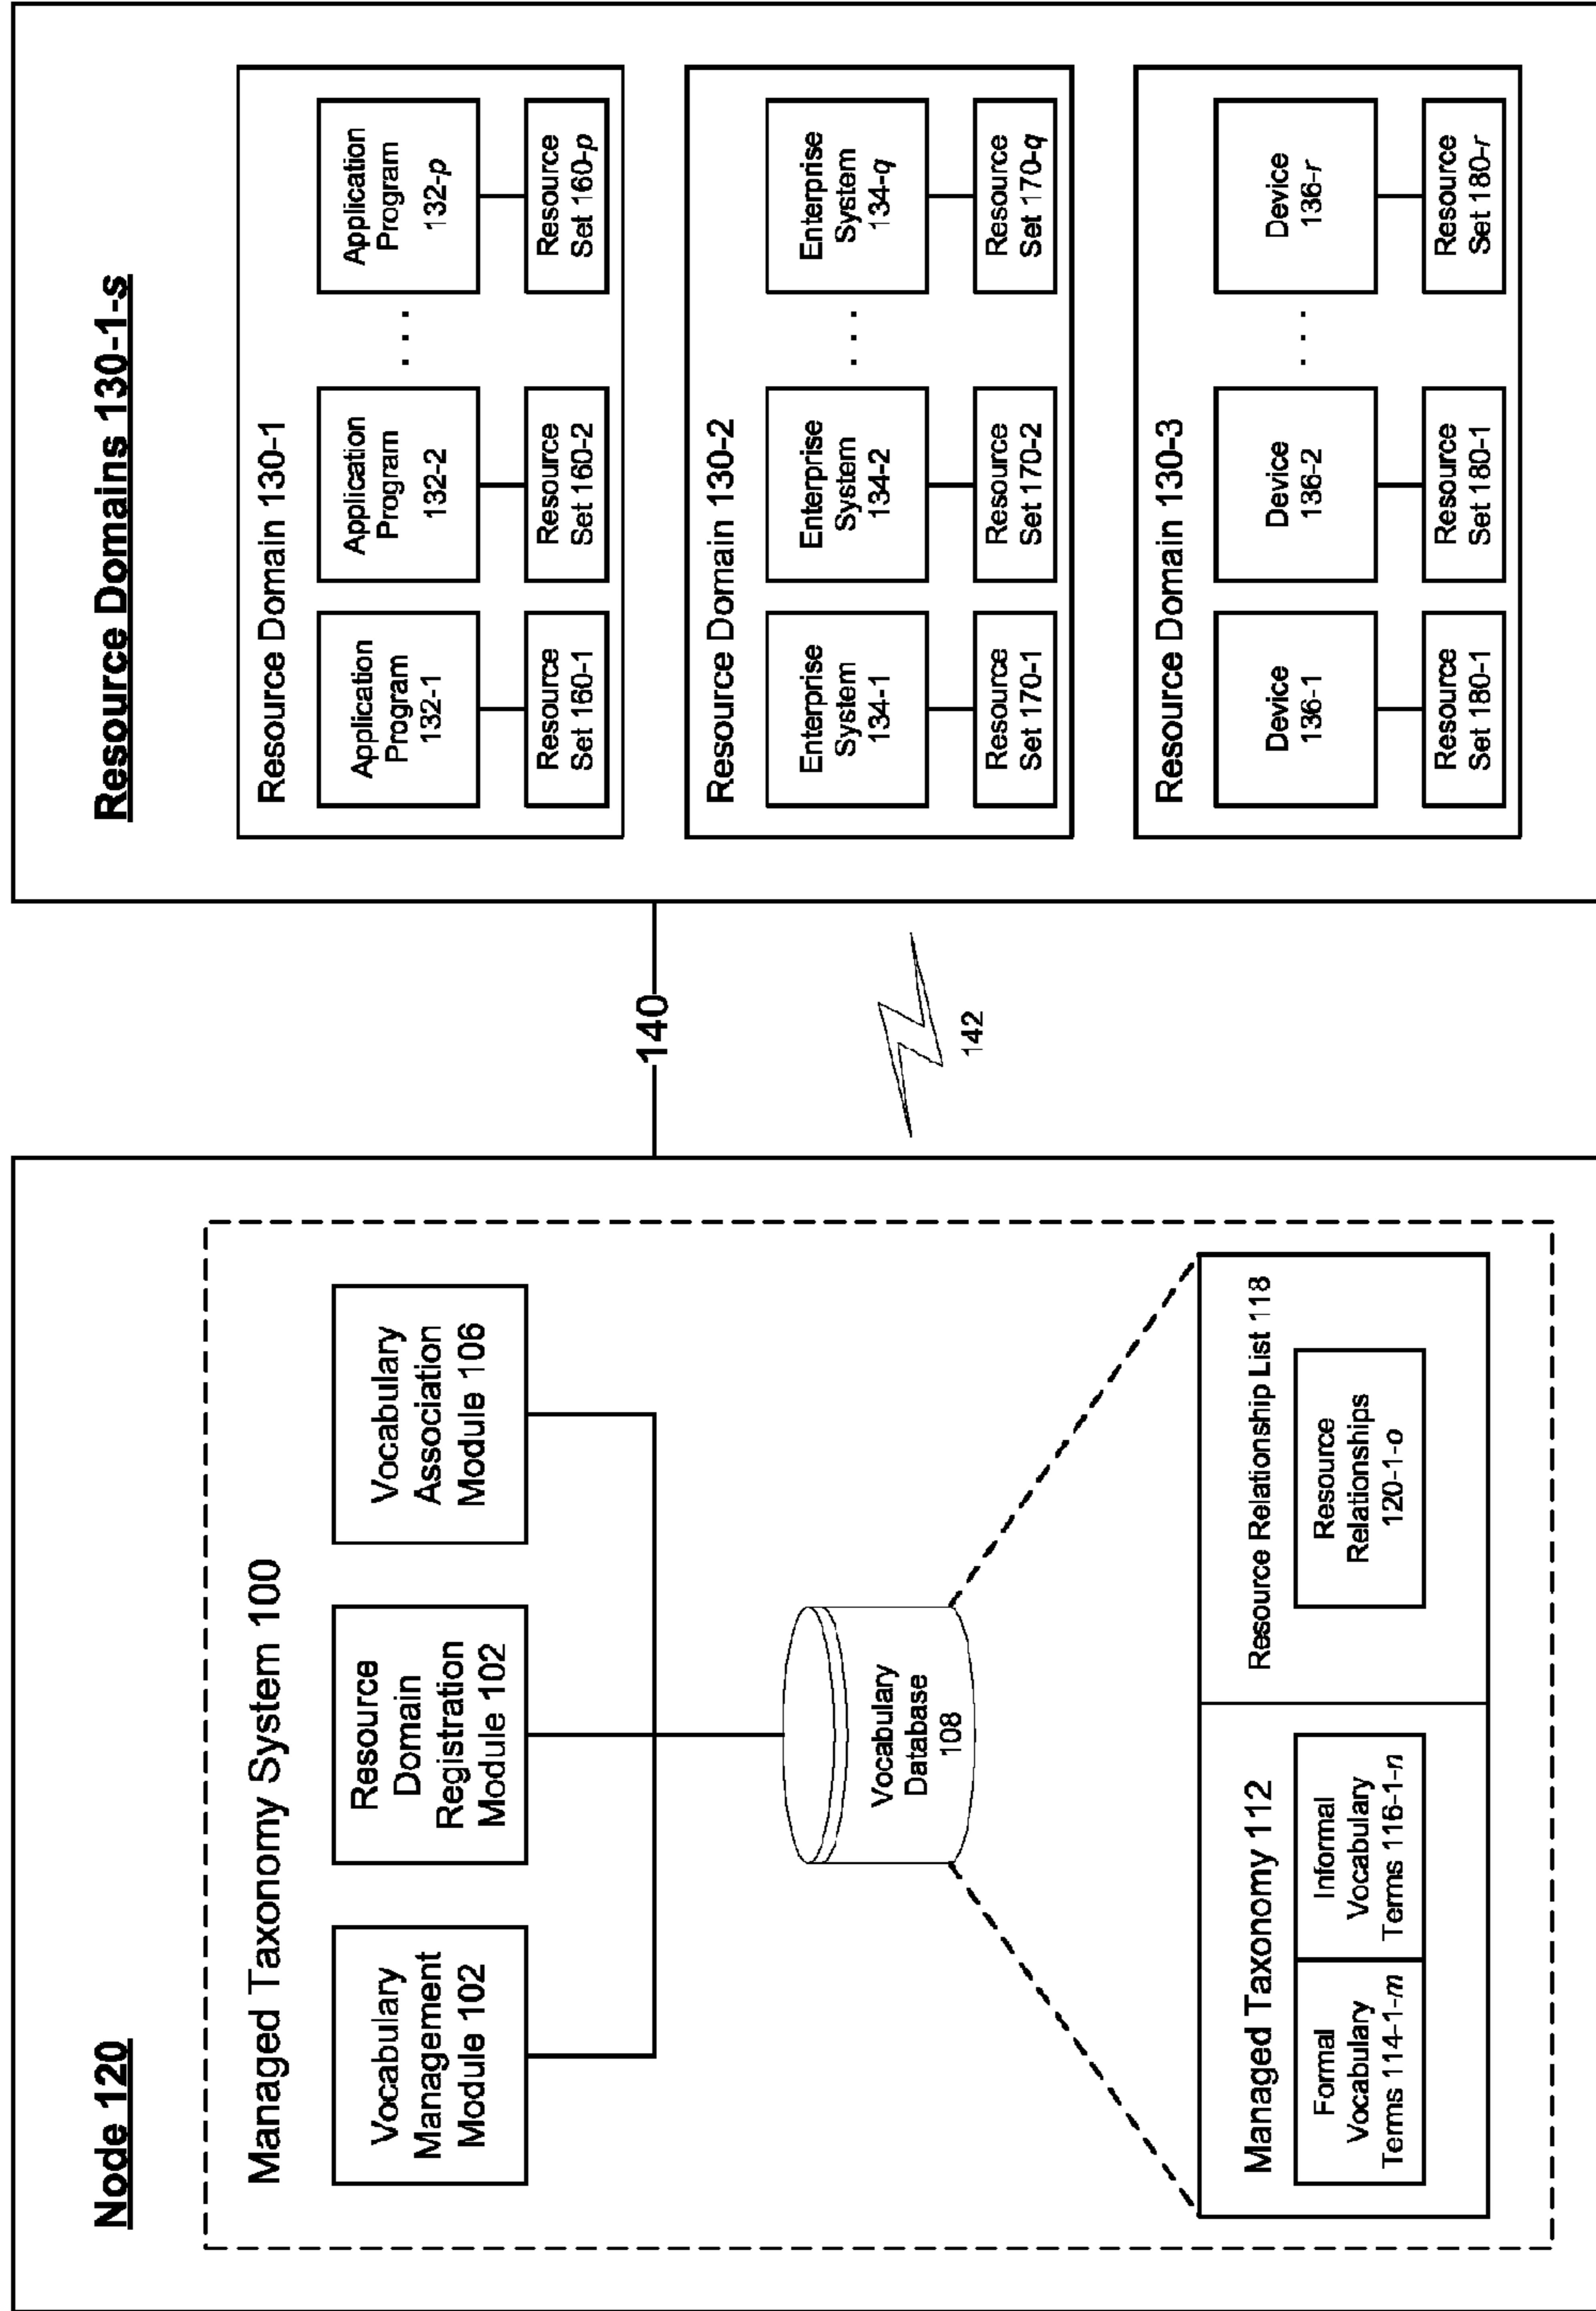 Node 120
Managed Taxonomy System 100
Vocabulary
Management
Module 102
Resource
Domain
Registration
Module 102
Vocabulary
Association
Module 106
Vocabulary
Database
108
Managed Taxonomy 112
Formal
Vocabulary
Terms 114-1-m
Informal
Vocabulary
Terms 116-1-n
Resource Relationship List 118
Resource
Relationships
120-1-o
140
142
Resource Domains 130-1-s
Resource Domain 130-1
Application
Program
132-1
Application
Program
132-2
. . .
Application
Program
132-p
Resource
Set 160-1
Resource
Set 160-2
Resource
Set 160-p
Resource Domain 130-2
Enterprise
System
134-1
Enterprise
System
134-2
. . .
Enterprise
System
134-q
Resource
Set 170-1
Resource
Set 170-2
Resource
Set 170-q
Resource Domain 130-3
Device
136-1
Device
136-2
. . .
Device
136-r
Resource
Set 180-1
Resource
Set 180-1
Resource
Set 180-r